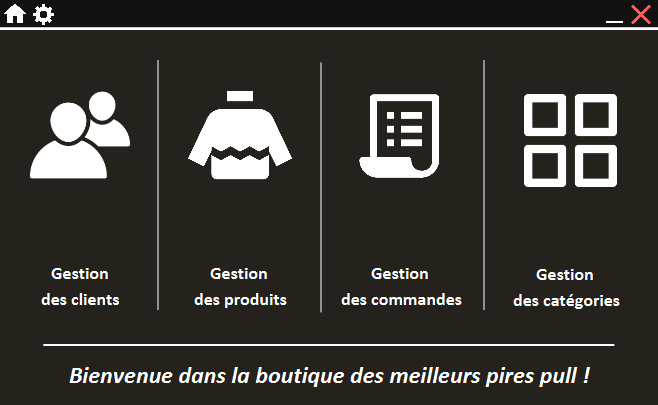 Gestion
des clients
Gestion
des produits
Gestion
des commandes
Gestion
des catégories
Bienvenue dans la boutique des meilleurs pires pull !